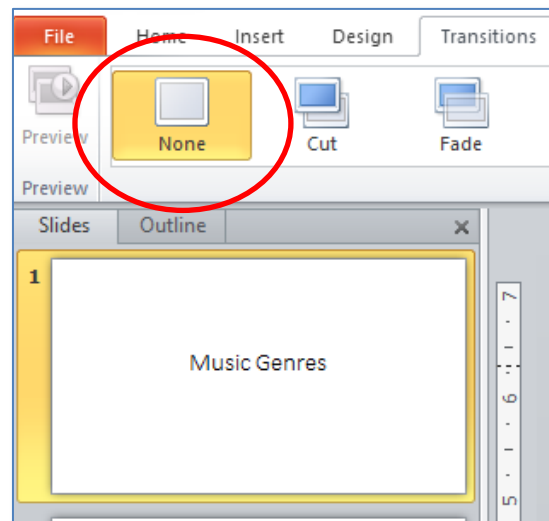 File Home Insert Design Transitions
Preview None Cut Fade
Preview
Slides Outline
1
Music Genres
7
6
5